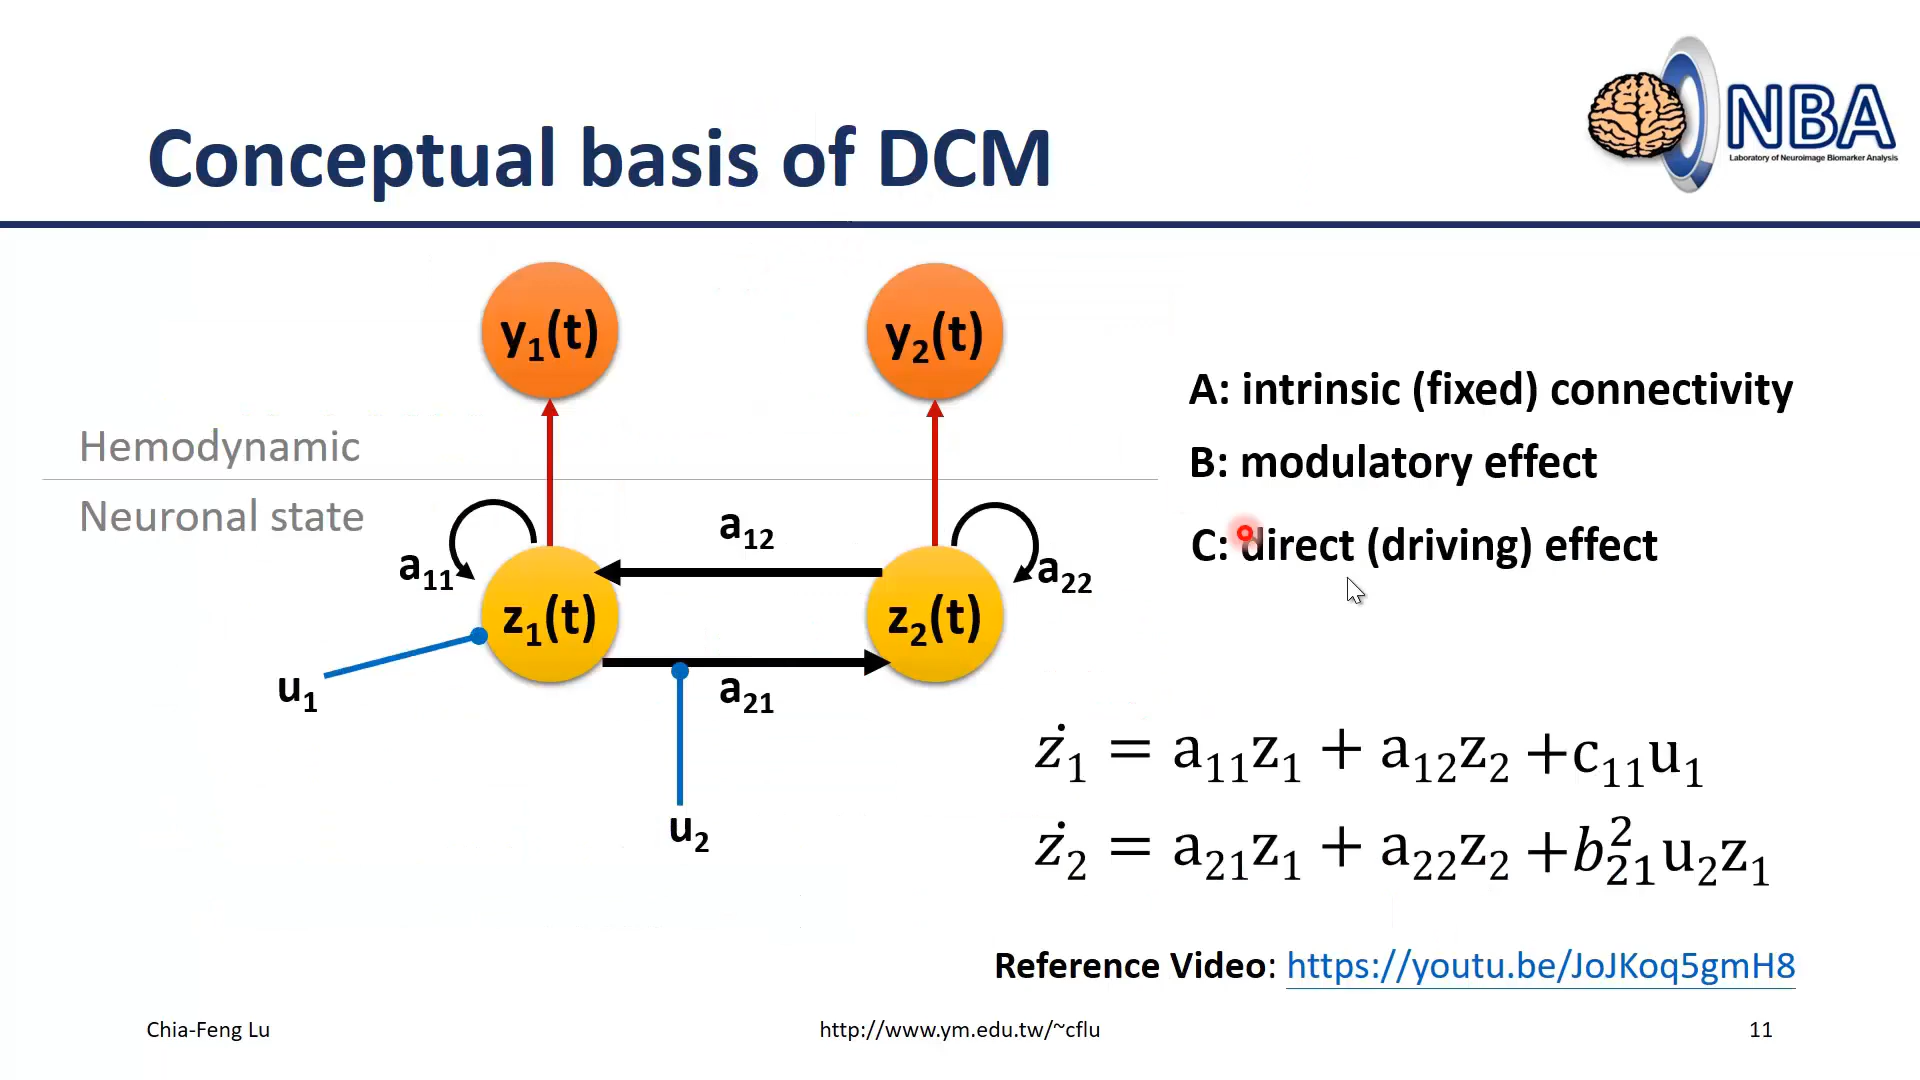 NBA
Laboratory of Neuroimage Biomarker Analysis
Conceptual basis of DCM
y₁(t)
y₂(t)
Hemodynamic
Neuronal state
a₁₁
a₁₂
a₂₂
z₁(t)
z₂(t)
a₂₁
u₁
u₂
A: intrinsic (fixed) connectivity
B: modulatory effect
C: direct (driving) effect
ż₁ = a₁₁z₁ + a₁₂z₂ +c₁₁u₁
ż₂ = a₂₁z₁ + a₂₂z₂ +b²₂₁u₂z₁
Reference Video: https://youtu.be/JoJKoq5gmH8
Chia-Feng Lu
http://www.ym.edu.tw/~cflu
11